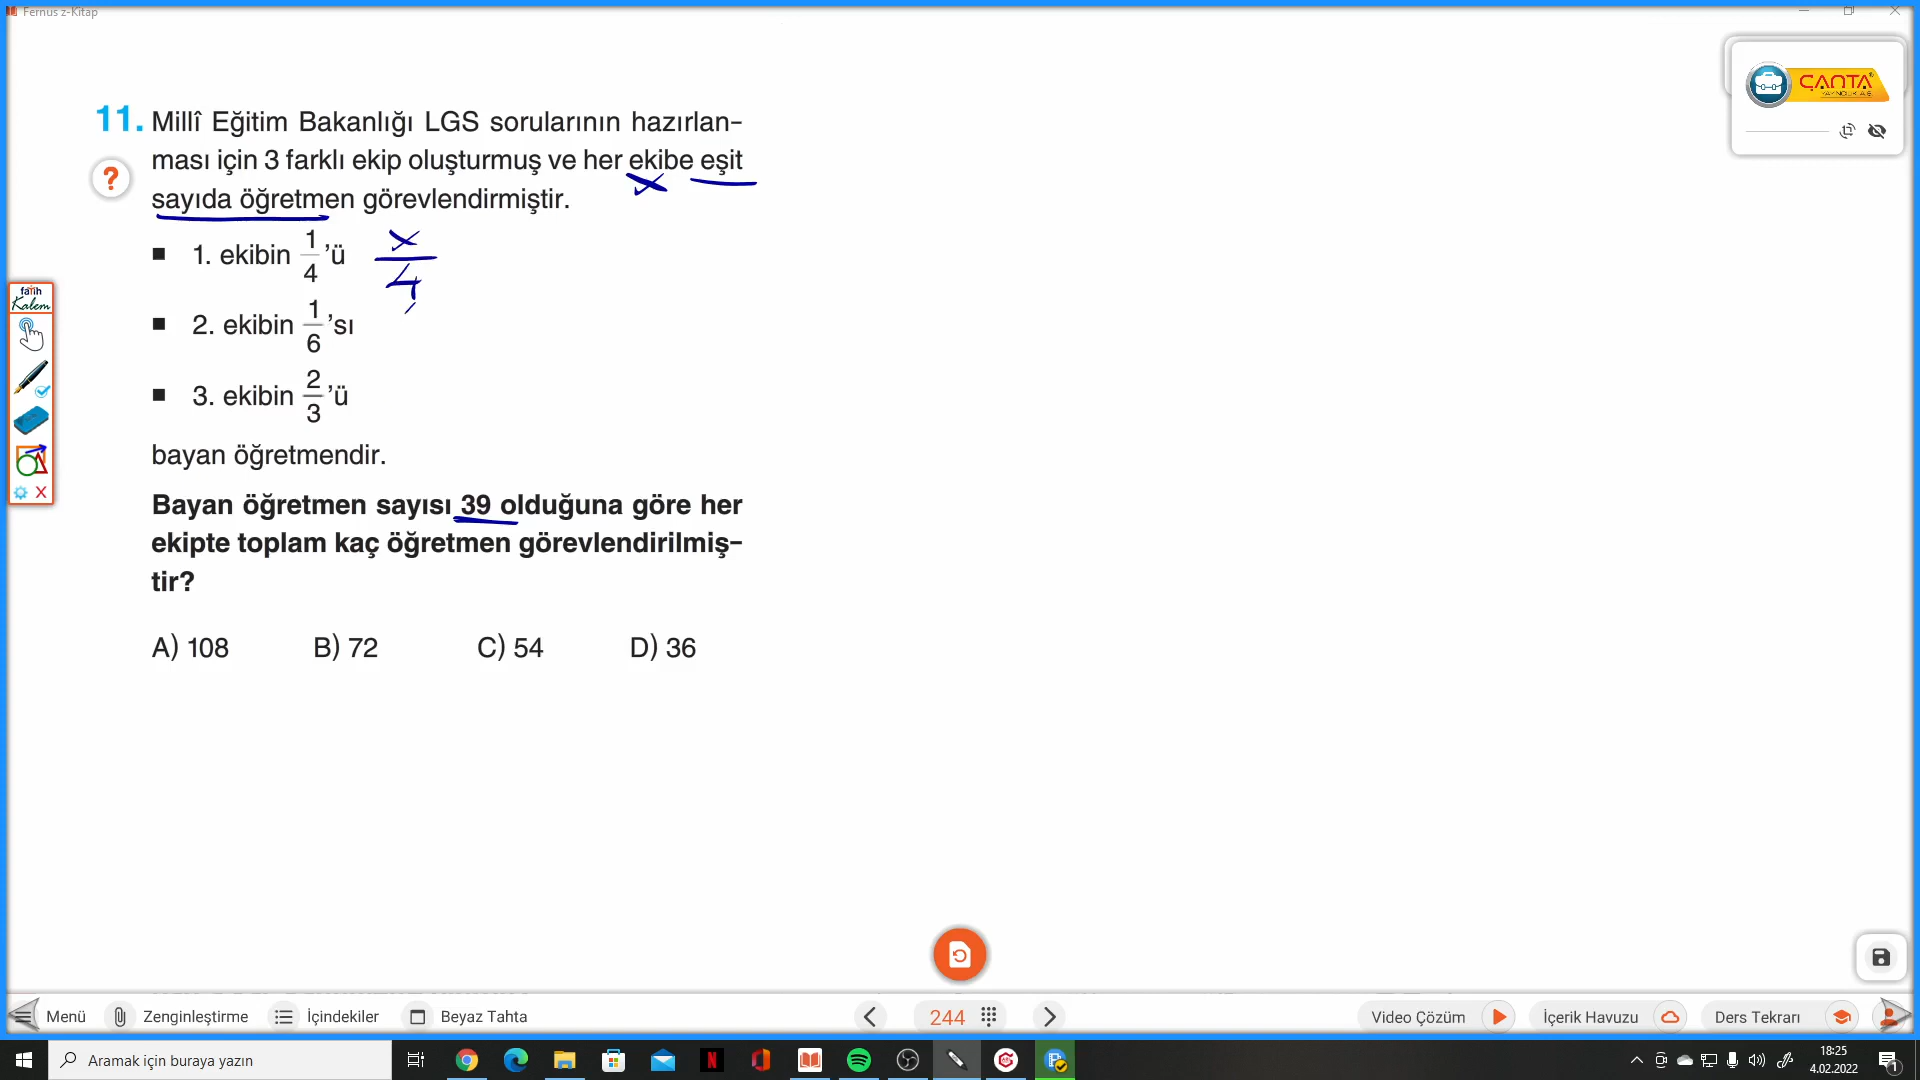 Fernus z-Kitap
ÇANTA
YAYINCILIK A.Ş.
11. Millî Eğitim Bakanlığı LGS sorularının hazırlan-
ması için 3 farklı ekip oluşturmuş ve her ekibe eşit
x
sayıda öğretmen görevlendirmiştir.
■ 1. ekibin 1/4 'ü x/4
■ 2. ekibin 1/6 'sı
■ 3. ekibin 2/3 'ü
bayan öğretmendir.
Bayan öğretmen sayısı 39 olduğuna göre her
ekipte toplam kaç öğretmen görevlendirilmiş-
tir?
A) 108 B) 72 C) 54 D) 36
fatih
Kalem
Menü Zenginleştirme İçindekiler Beyaz Tahta 244 Video Çözüm İçerik Havuzu Ders Tekrarı
Aramak için buraya yazın
18:25
4.02.2022
1